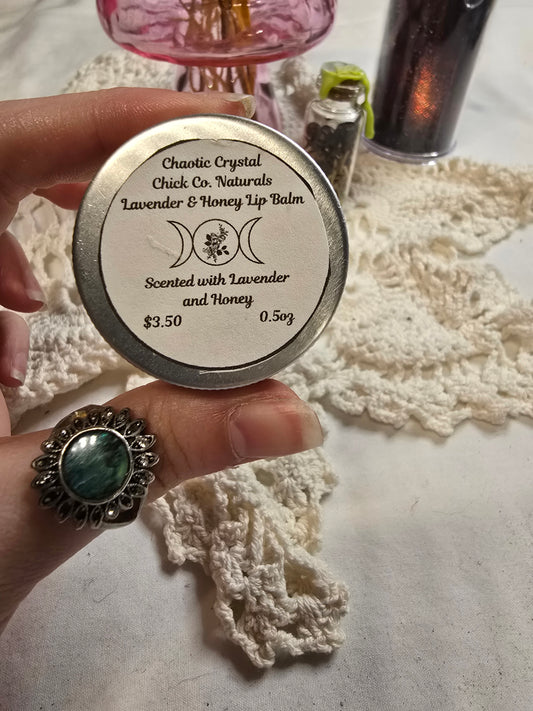 Chaotic Crystal
Chick Co. Naturals
Lavender & Honey Lip Balm
Scented with Lavender
and Honey
$3.50 0.5oz